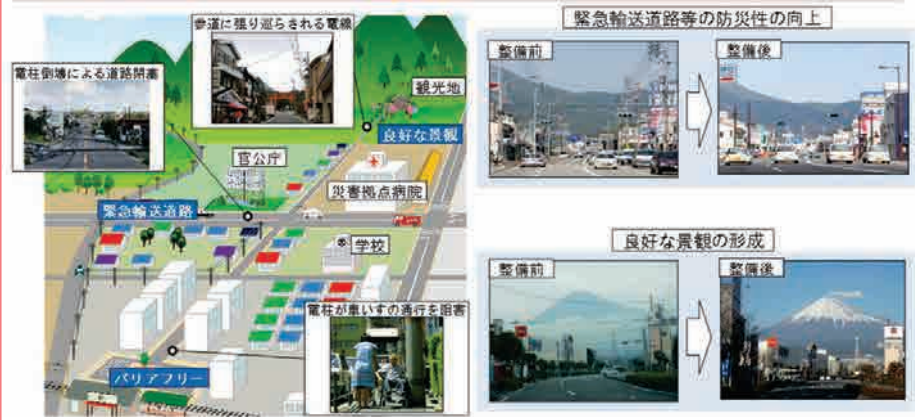 参道に張り巡らされる電線
電柱倒壊による道路閉塞
観光地
良好な景観
官公庁
災害拠点病院
緊急輸送道路
学校
電柱が車いすの通行を阻害
バリアフリー
緊急輸送道路等の防災性の向上
整備前
整備後
良好な景観の形成
整備前
整備後